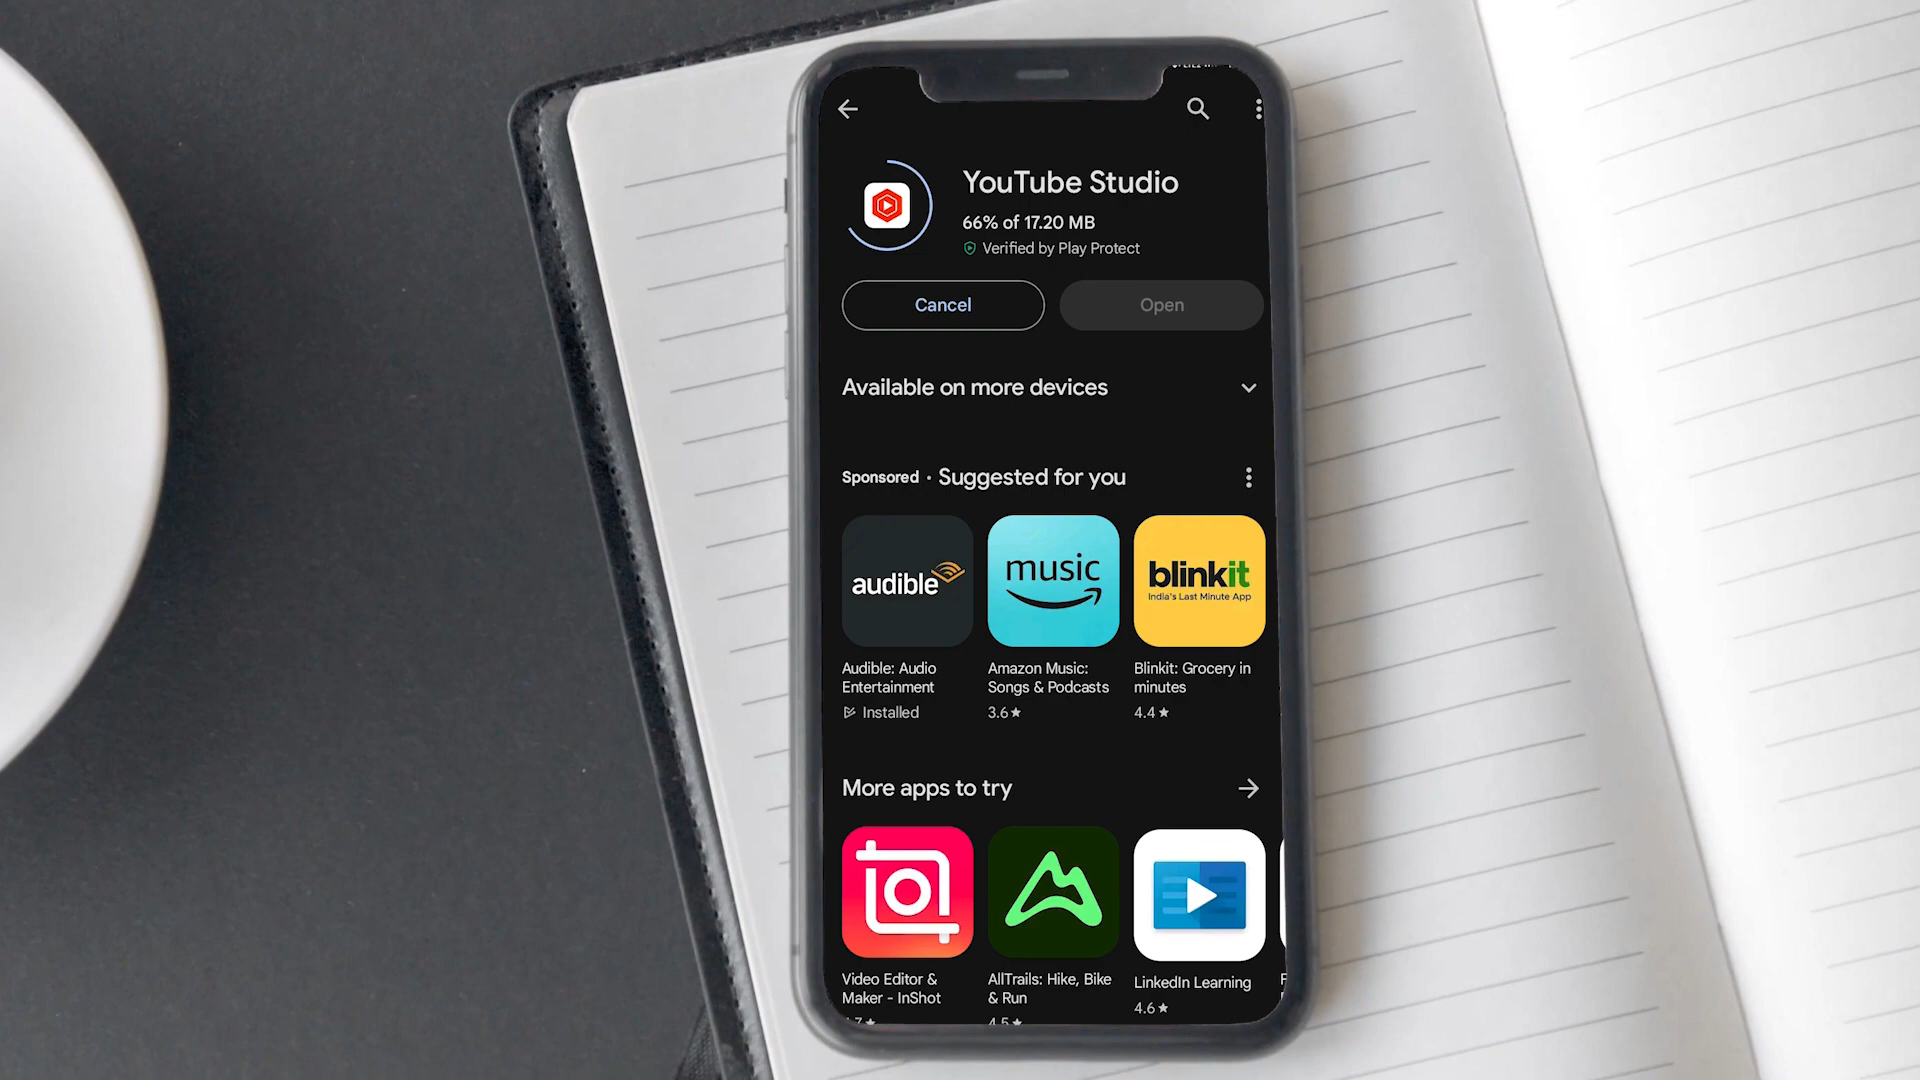 YouTube Studio
66% of 17.20 MB
Verified by Play Protect
Cancel
Open
Available on more devices
Sponsored • Suggested for you
audible
music
blinkit
India's Last Minute App
Audible: Audio
Entertainment
Installed
Amazon Music:
Songs & Podcasts
3.6★
Blinkit: Grocery in
minutes
4.4★
More apps to try
Video Editor &
Maker - InShot
AllTrails: Hike, Bike
& Run
4.5★
LinkedIn Learning
4.6★